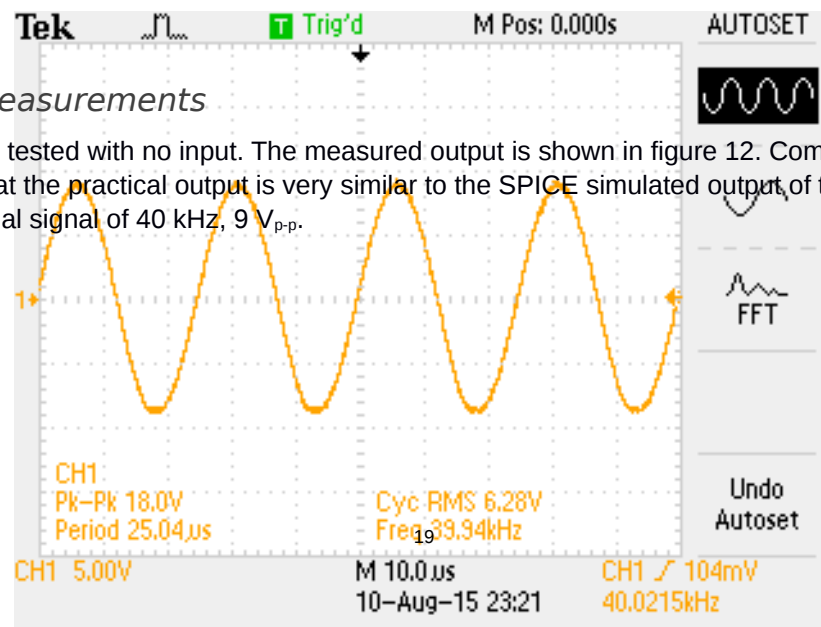 Tek T Trig'd M Pos: 0.000s AUTOSET
easurements
tested with no input. The measured output is shown in figure 12. Com
at the practical output is very similar to the SPICE simulated output of t
al signal of 40 kHz, 9 Vp-p.
1
FFT
CH1
Pk-Pk 18.0V Cyc RMS 6.28V
Period 25.04us Freq 39.94kHz
19
Undo
Autoset
CH1 5.00V M 10.0us CH1 104mV
10-Aug-15 23:21 40.0215kHz